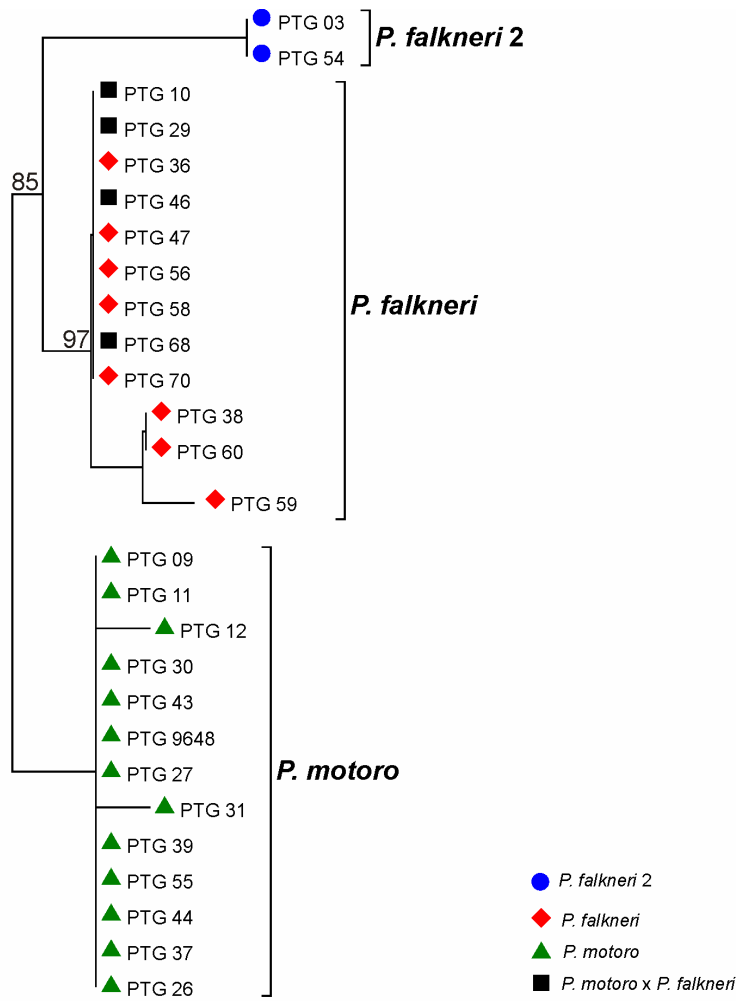 PTG 03
P. falkneri 2
PTG 54
PTG 10
PTG 29
PTG 36
85
PTG 46
PTG 47
PTG 56
PTG 58
P. falkneri
97
PTG 68
PTG 70
PTG 38
PTG 60
PTG 59
PTG 09
PTG 11
PTG 12
PTG 30
PTG 43
PTG 9648
PTG 27
P. motoro
PTG 31
PTG 39
PTG 55
PTG 44
PTG 37
PTG 26
P. falkneri 2
P. falkneri
P. motoro
P. motoro x P. falkneri